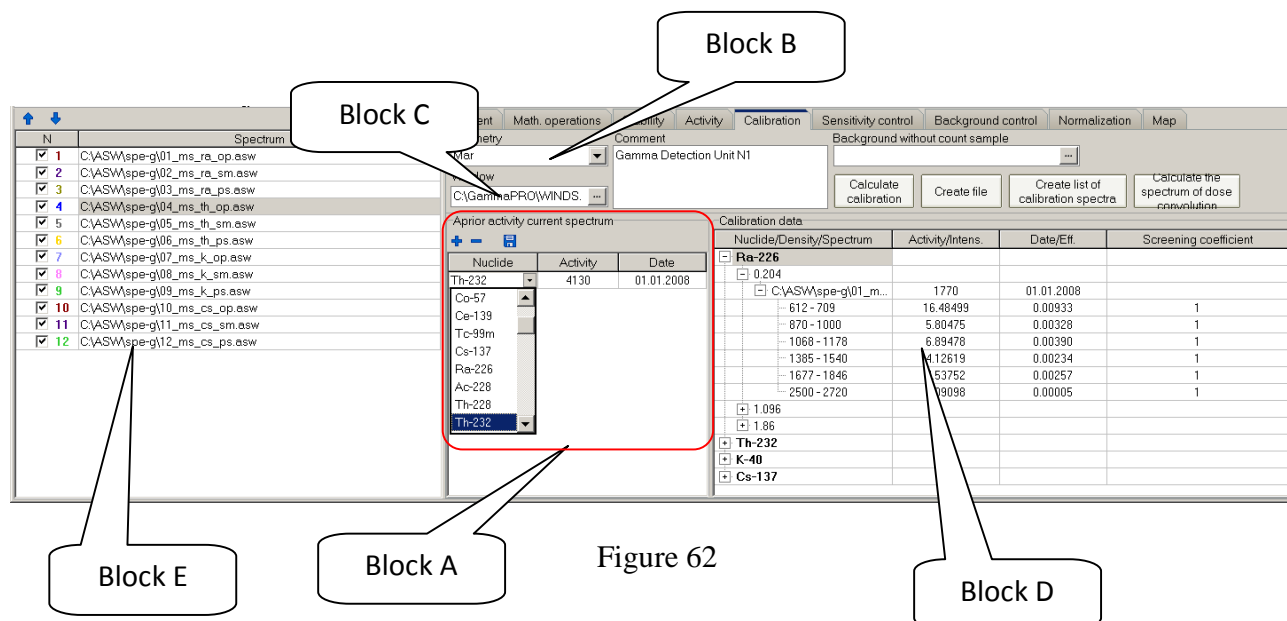 Block B
Block C
Math. operations Activity Calibration Sensitivity control Background control Normalization Map
N Spectrum
1 C:\ASW\spe-g\01_ms_ra_op.asw
2 C:\ASW\spe-g\02_ms_ra_sm.asw
3 C:\ASW\spe-g\03_ms_ra_ps.asw
4 C:\ASW\spe-g\04_ms_th_op.asw
5 C:\ASW\spe-g\05_ms_th_sm.asw
6 C:\ASW\spe-g\06_ms_th_ps.asw
7 C:\ASW\spe-g\07_ms_k_op.asw
8 C:\ASW\spe-g\08_ms_k_sm.asw
9 C:\ASW\spe-g\09_ms_k_ps.asw
10 C:\ASW\spe-g\10_ms_cs_op.asw
11 C:\ASW\spe-g\11_ms_cs_sm.asw
12 C:\ASW\spe-g\12_ms_cs_ps.asw
Comment Background without count sample
Mar Gamma Detection Unit N1 ...
C:\GammaPRO\WINDS. ...
Calculate calibration
Create file
Create list of calibration spectra
Calculate the spectrum of dose convolution
Aprior activity current spectrum
Nuclide Activity Date
Th-232 4130 01.01.2008
Co-57
Ce-139
Tc-99m
Cs-137
Ra-226
Ac-228
Th-228
Th-232
Calibration data
Nuclide/Density/Spectrum Activity/Intens. Date/Eff. Screening coefficient
Ra-226
0.204
C:\ASW\spe-g\01_m... 1770 01.01.2008
612 - 709 16.48499 0.00933 1
870 - 1000 5.80475 0.00328 1
1068 - 1178 6.89478 0.00390 1
1385 - 1540 4.12619 0.00234 1
1677 - 1846 .53752 0.00257 1
2500 - 2720 .09098 0.00005 1
1.096
1.86
Th-232
K-40
Cs-137
Block E
Block A
Figure 62
Block D